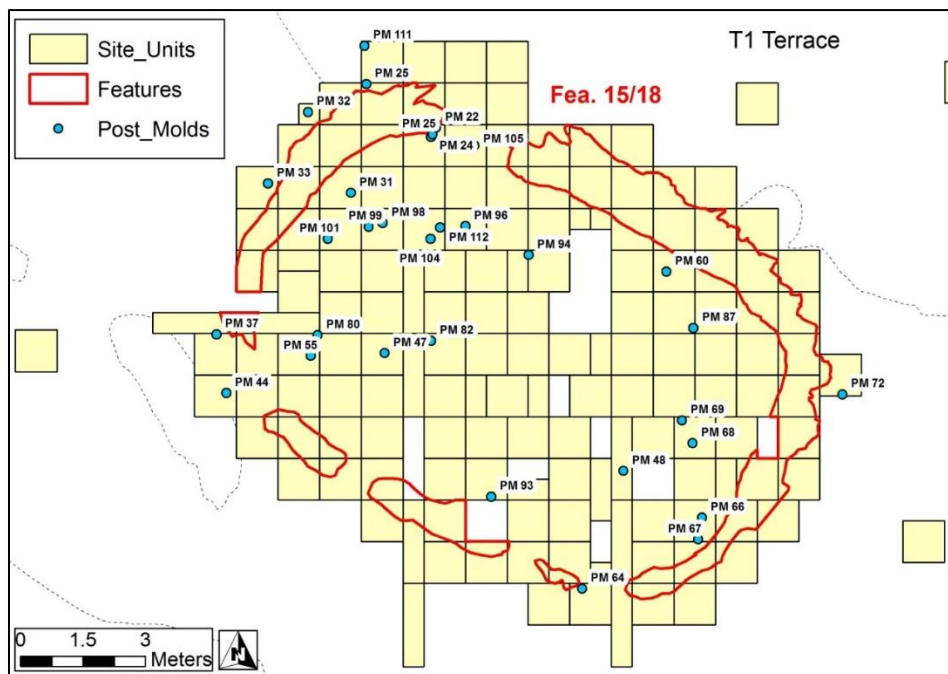 Site_Units
Features
Post_Molds
T1 Terrace
Fea. 15/18
PM 111
PM 25
PM 32
PM 22
PM 25
PM 24
PM 105
PM 33
PM 31
PM 99
PM 98
PM 96
PM 101
PM 112
PM 104
PM 94
PM 60
PM 37
PM 80
PM 82
PM 87
PM 55
PM 47
PM 44
PM 72
PM 69
PM 68
PM 48
PM 93
PM 66
PM 67
PM 64
0 1.5 3
Meters
N